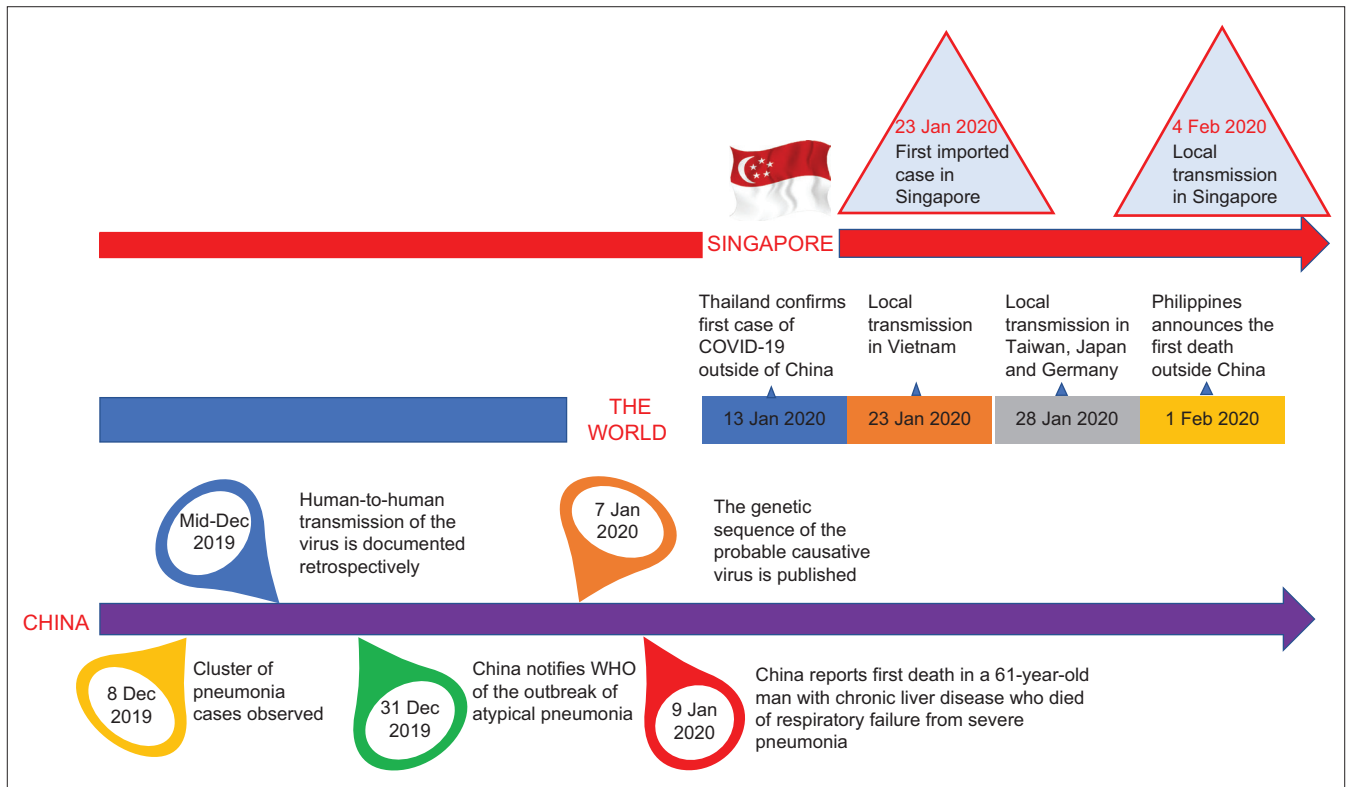 23 Jan 2020
First imported
case in
Singapore
4 Feb 2020
Local
transmission
in Singapore
SINGAPORE
Thailand confirms
first case of
COVID-19
outside of China
Local
transmission
in Vietnam
Local
transmission in
Taiwan, Japan
and Germany
Philippines
announces the
first death
outside China
THE
WORLD
13 Jan 2020
23 Jan 2020
28 Jan 2020
1 Feb 2020
Mid-Dec
2019
Human-to-human
transmission of the
virus is documented
retrospectively
7 Jan
2020
The genetic
sequence of the
probable causative
virus is published
CHINA
8 Dec
2019
Cluster of
pneumonia
cases observed
31 Dec
2019
China notifies WHO
of the outbreak of
atypical pneumonia
9 Jan
2020
China reports first death in a 61-year-old
man with chronic liver disease who died
of respiratory failure from severe
pneumonia